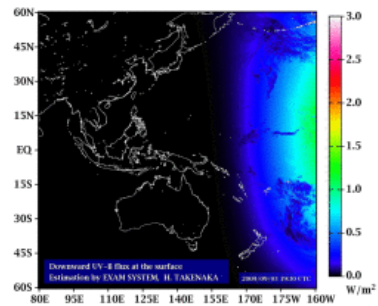 60N
45N
30N
15N
EQ
15S
30S
45S
60S
80E 95E 110E 125E 140E 155E 170E 175W 160W
3.0
2.5
2.0
1.5
1.0
0.5
0.0
W/m²
Downward UV-B flux at the surface
Estimation by EXAM SYSTEM, H. TAKENAKA
UTC